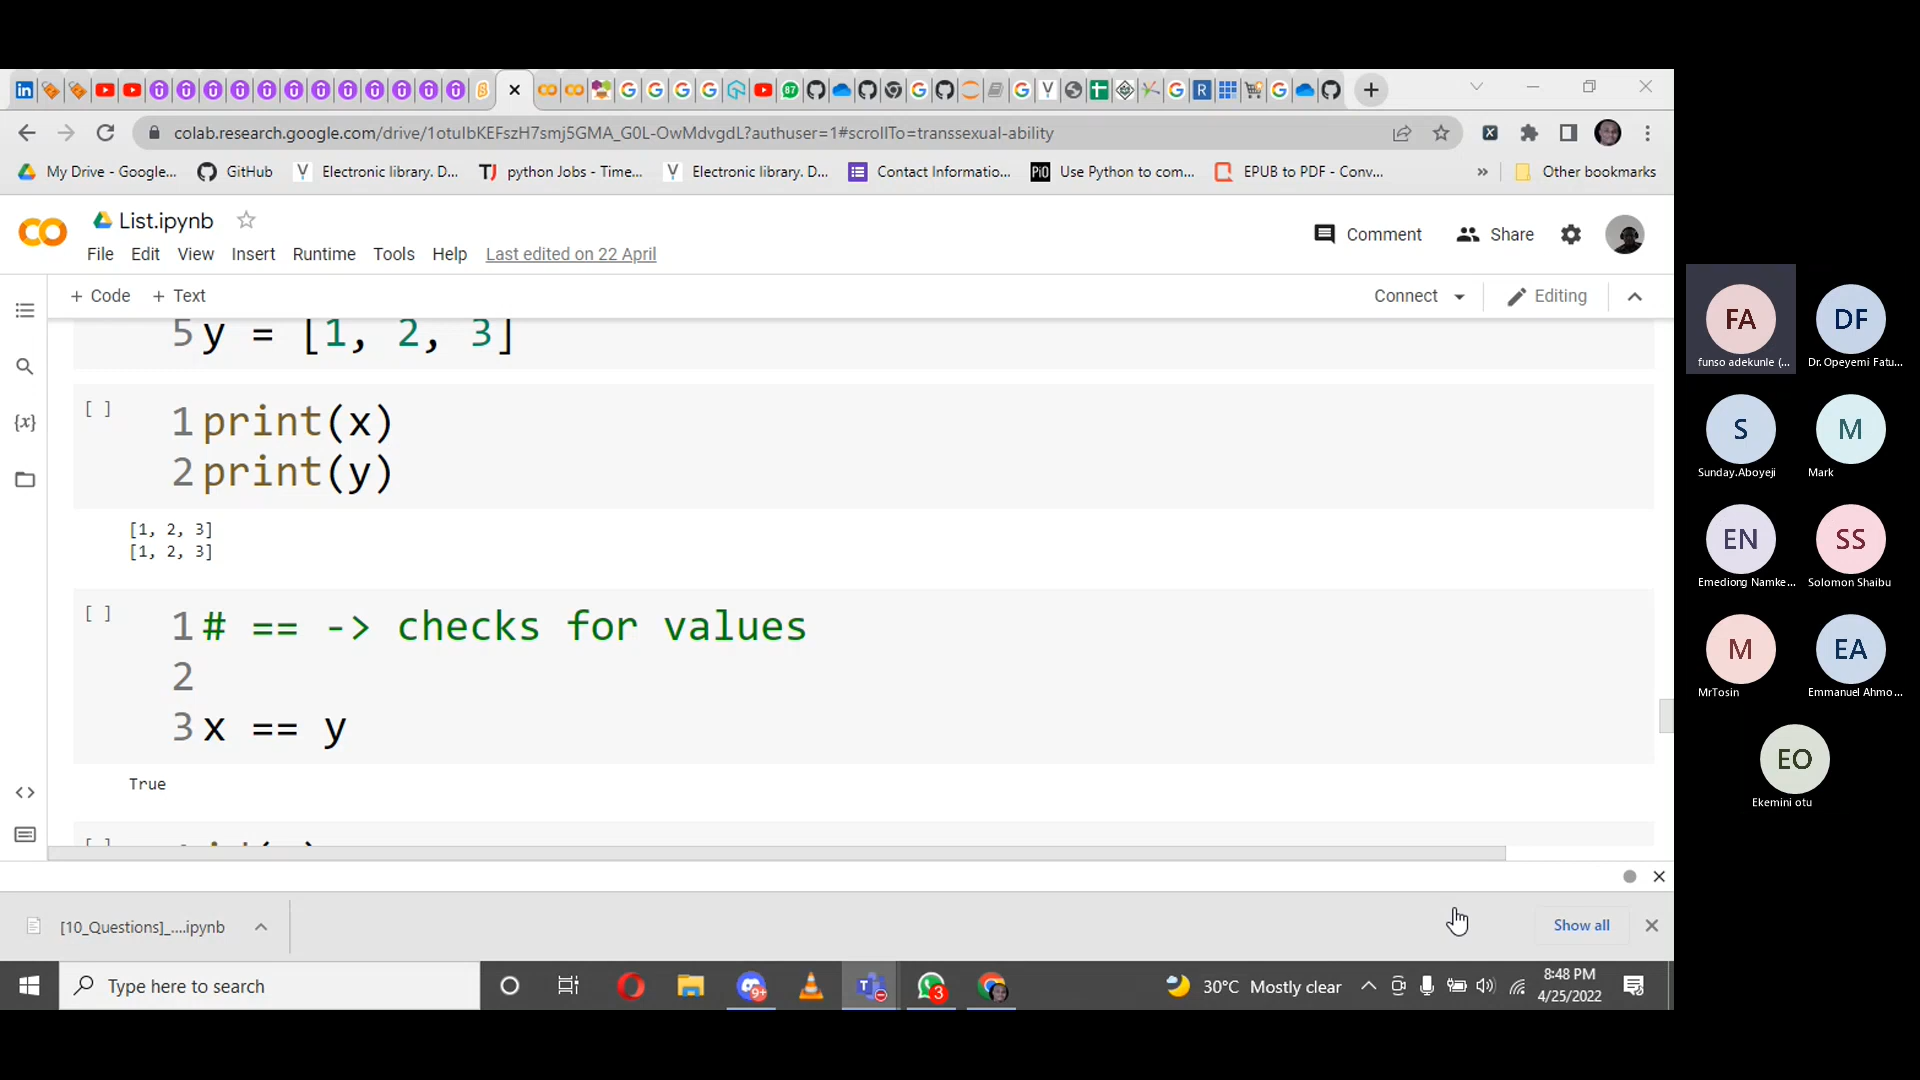 colab.research.google.com/drive/1otulbKEFszH7smj5GMA_G0L-OwMdvgdL?authuser=1#scrollTo=transsexual-ability
My Drive - Google...
GitHub
Electronic library. D...
python Jobs - Time...
Electronic library. D...
Contact Informatio...
Use Python to com...
EPUB to PDF - Conv...
»
Other bookmarks
List.ipynb
Comment
Share
File Edit View Insert Runtime Tools Help Last edited on 22 April
+ Code + Text
Connect
Editing
5 y = [1, 2, 3]
[ ]
1 print(x)
2 print(y)
[1, 2, 3]
[1, 2, 3]
[ ]
1 # == -> checks for values
2
3 x == y
True
[10_Questions]_....ipynb
Show all
Type here to search
30°C Mostly clear
8:48 PM
4/25/2022
FA
funso adekunle (...
DF
Dr. Opeyemi Fatu...
S
Sunday.Aboyeji
M
Mark
EN
Emediong Namke...
SS
Solomon Shaibu
M
MrTosin
EA
Emmanuel Ahmo...
EO
Ekemini otu